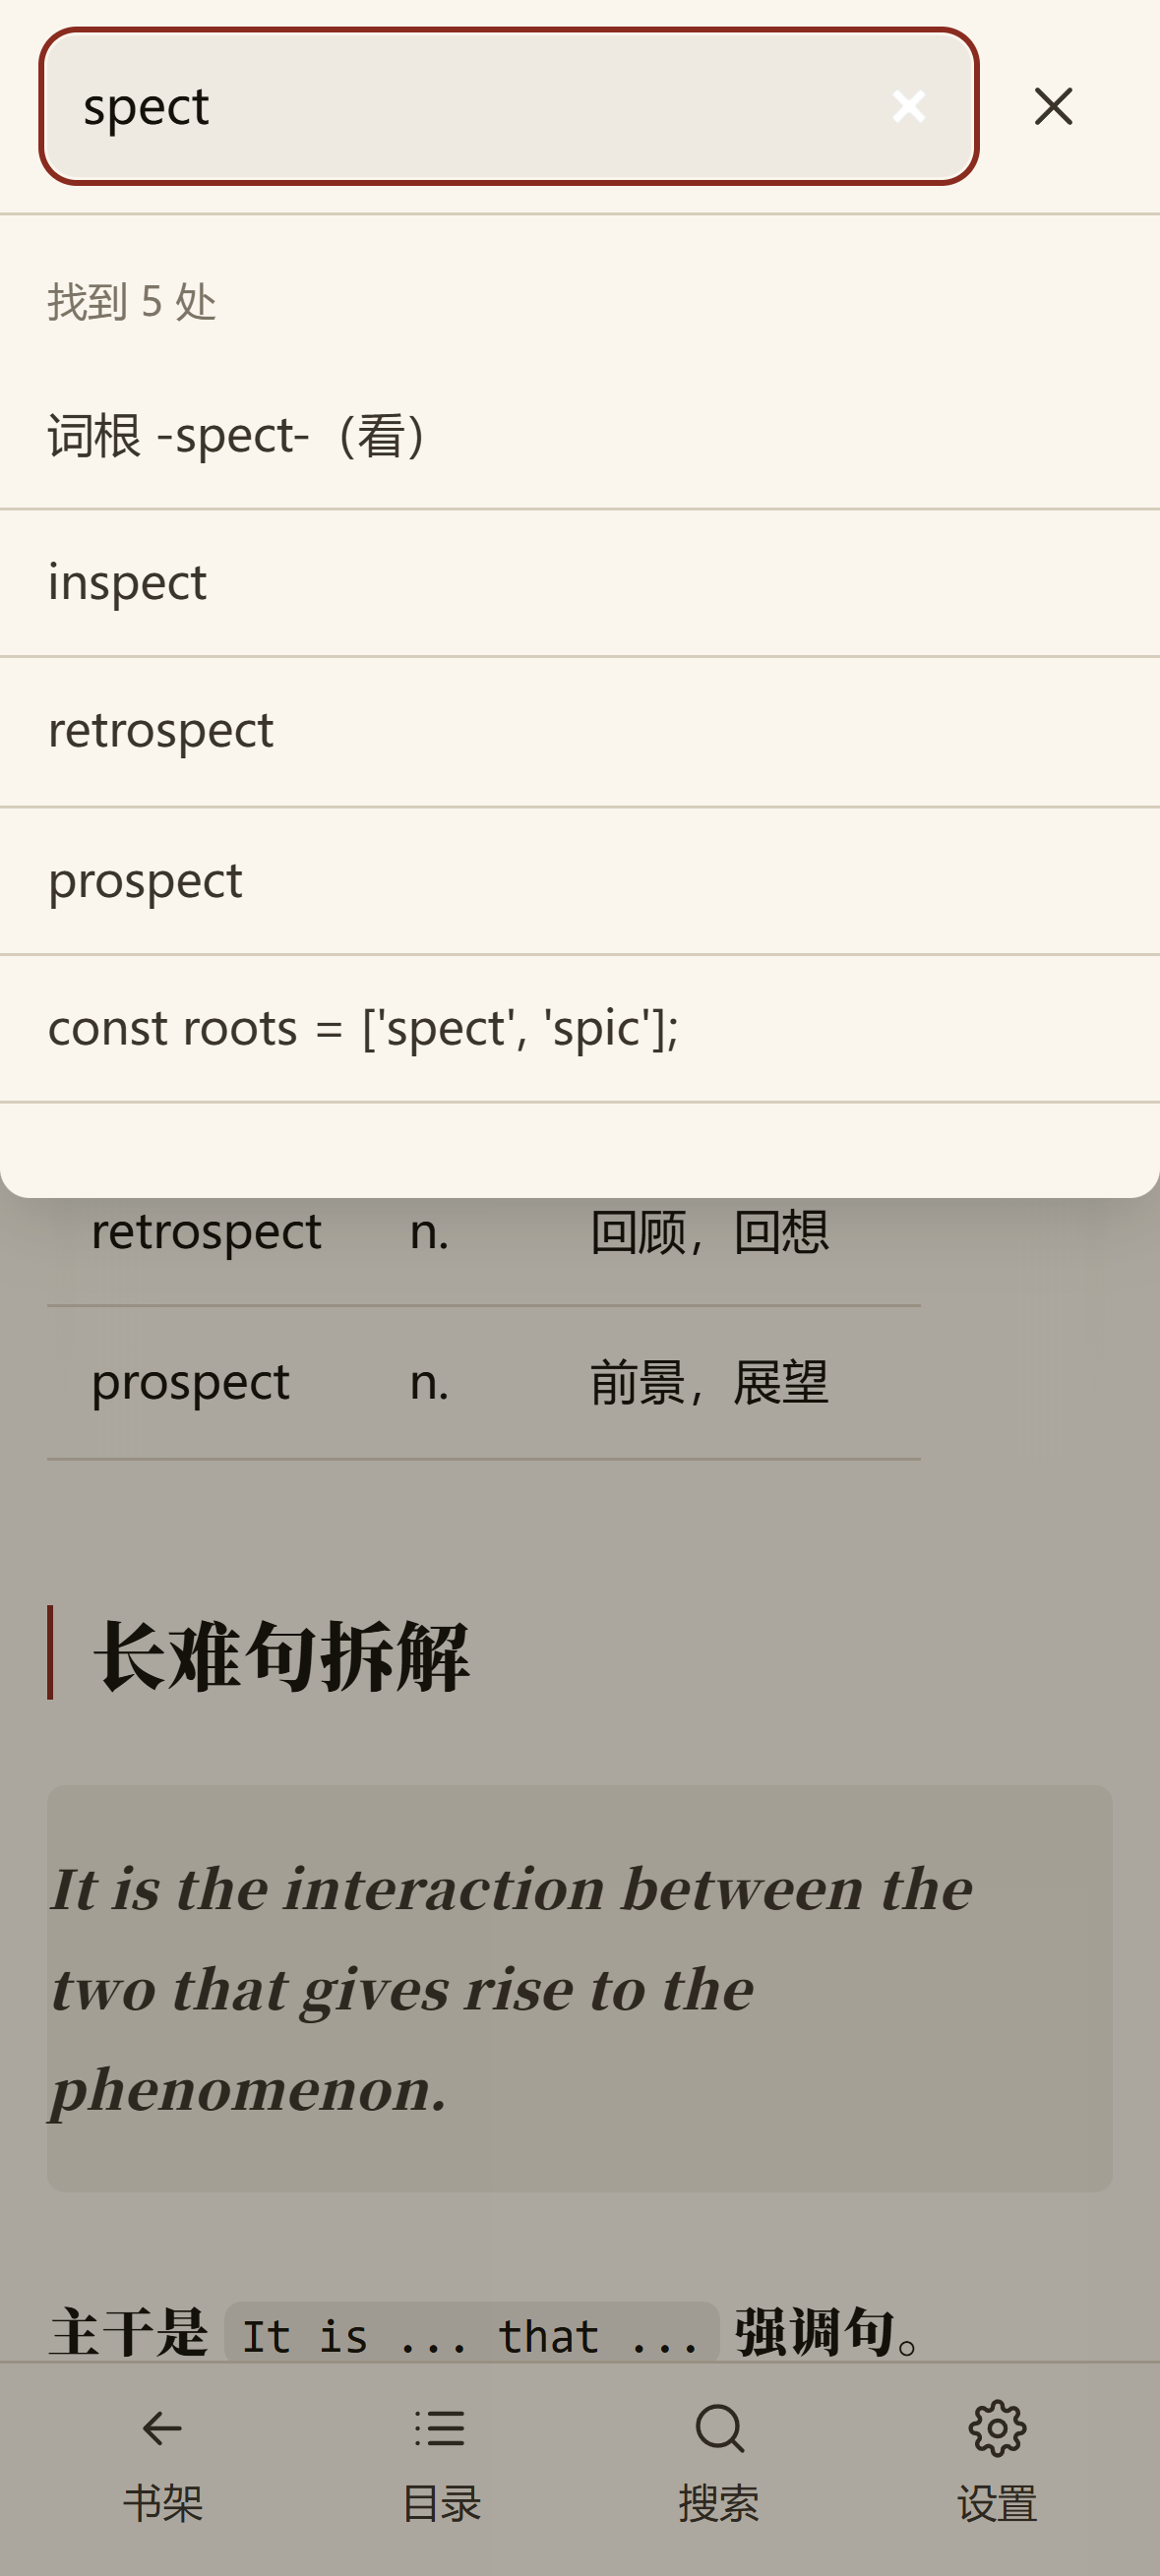 spect
找到 5 处
词根 -spect-（看）
inspect
retrospect
prospect
const roots = ['spect', 'spic'];
retrospect n. 回顾，回想
prospect n. 前景，展望
长难句拆解
It is the interaction between the
two that gives rise to the
phenomenon.
主干是 It is ... that ... 强调句。
书架 目录 搜索 设置